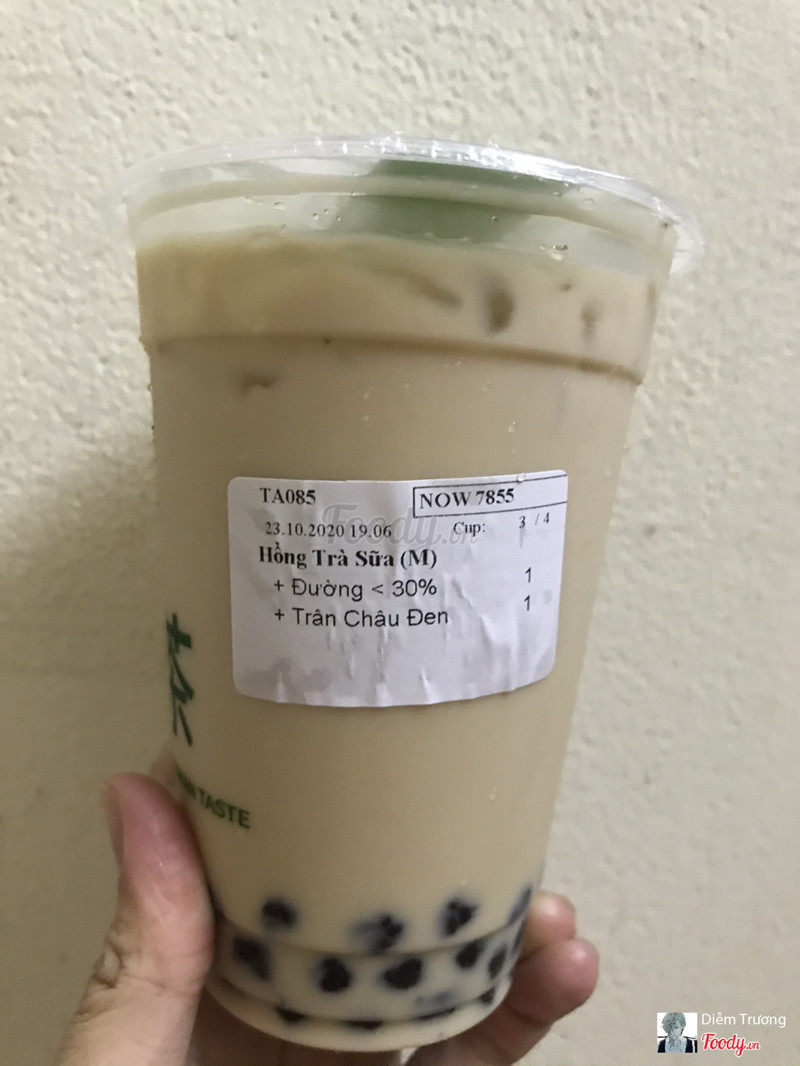 TA085 NOW 7855
23.10.2020 19.06 Cup: 3 / 4
Hồng Trà Sữa (M)
+ Đường < 30% 1
+ Trân Châu Đen 1
茶
TASTE
Foody.vn
Diễm Trương
Foody.vn